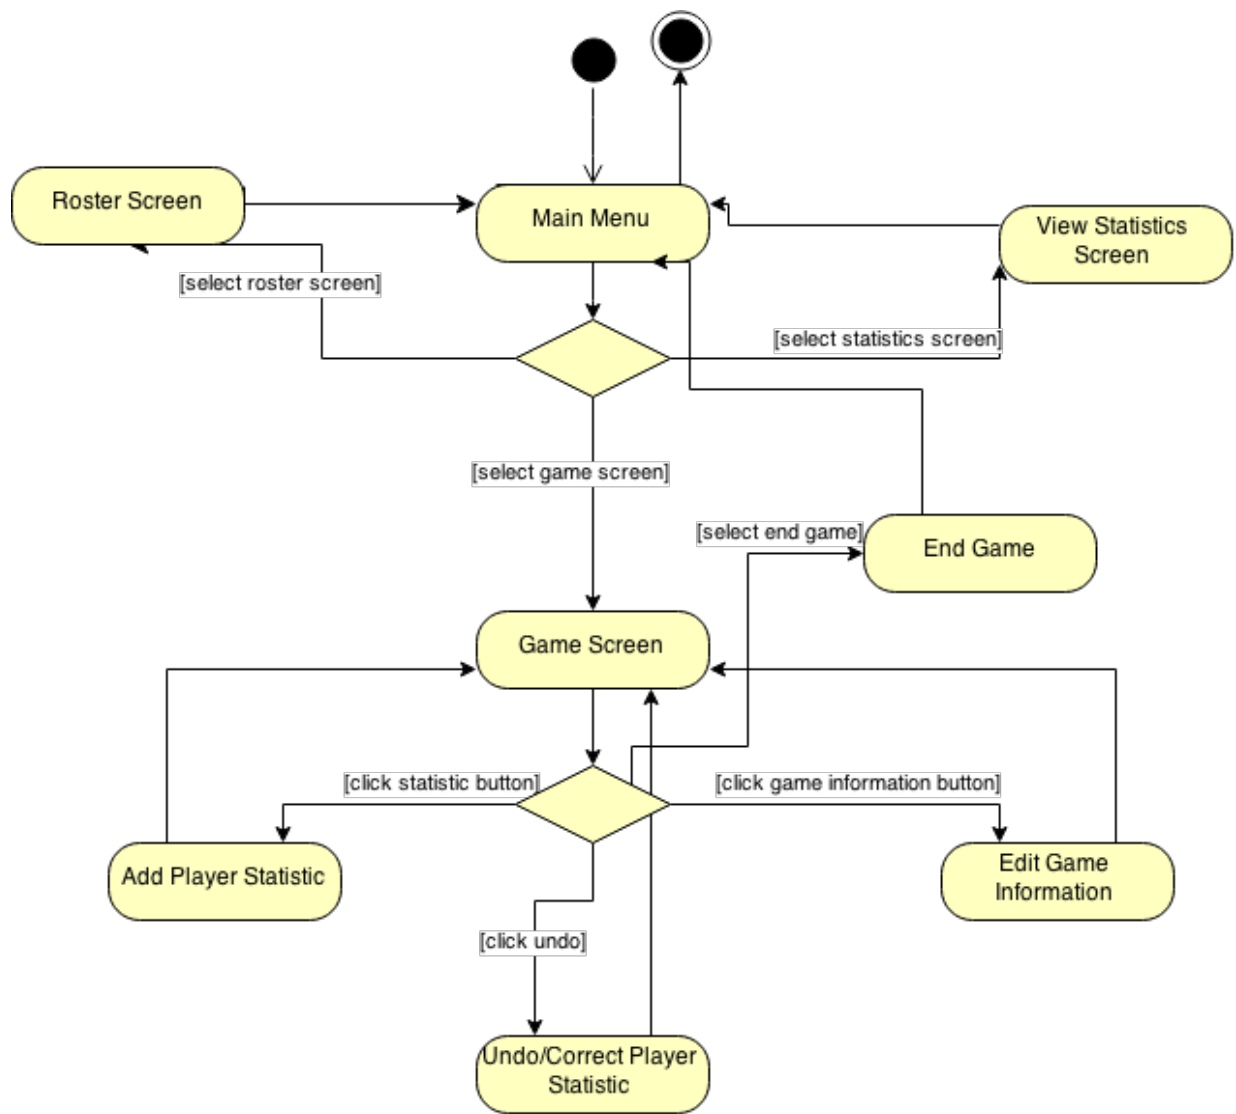 Roster Screen
Main Menu
View Statistics
Screen
[select roster screen]
[select statistics screen]
[select game screen]
[select end game]
End Game
Game Screen
[click statistic button]
[click game information button]
Add Player Statistic
Edit Game
Information
[click undo]
Undo/Correct Player
Statistic